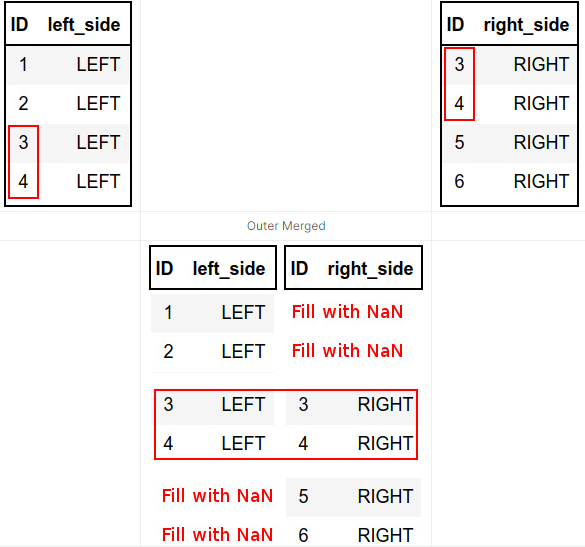 ID left_side
1 LEFT
2 LEFT
3 LEFT
4 LEFT
ID right_side
3 RIGHT
4 RIGHT
5 RIGHT
6 RIGHT
Outer Merged
ID left_side ID right_side
1 LEFT Fill with NaN
2 LEFT Fill with NaN
3 LEFT 3 RIGHT
4 LEFT 4 RIGHT
Fill with NaN 5 RIGHT
Fill with NaN 6 RIGHT